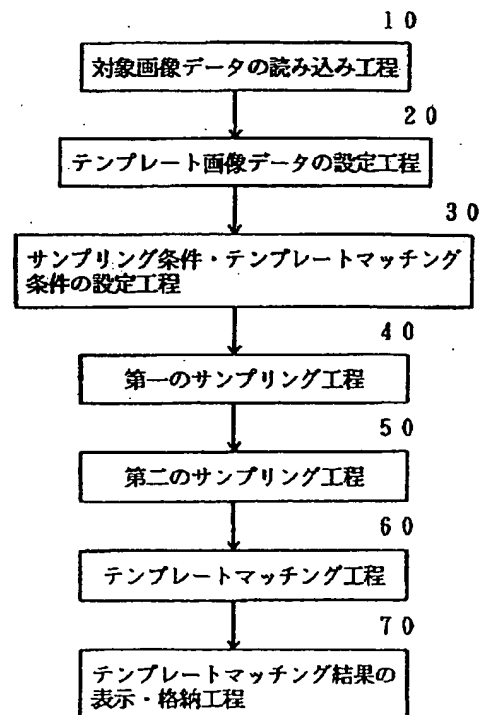 10
対象画像データの読み込み工程
20
テンプレート画像データの設定工程
30
サンプリング条件・テンプレートマッチング
条件の設定工程
40
第一のサンプリング工程
50
第二のサンプリング工程
60
テンプレートマッチング工程
70
テンプレートマッチング結果の
表示・格納工程